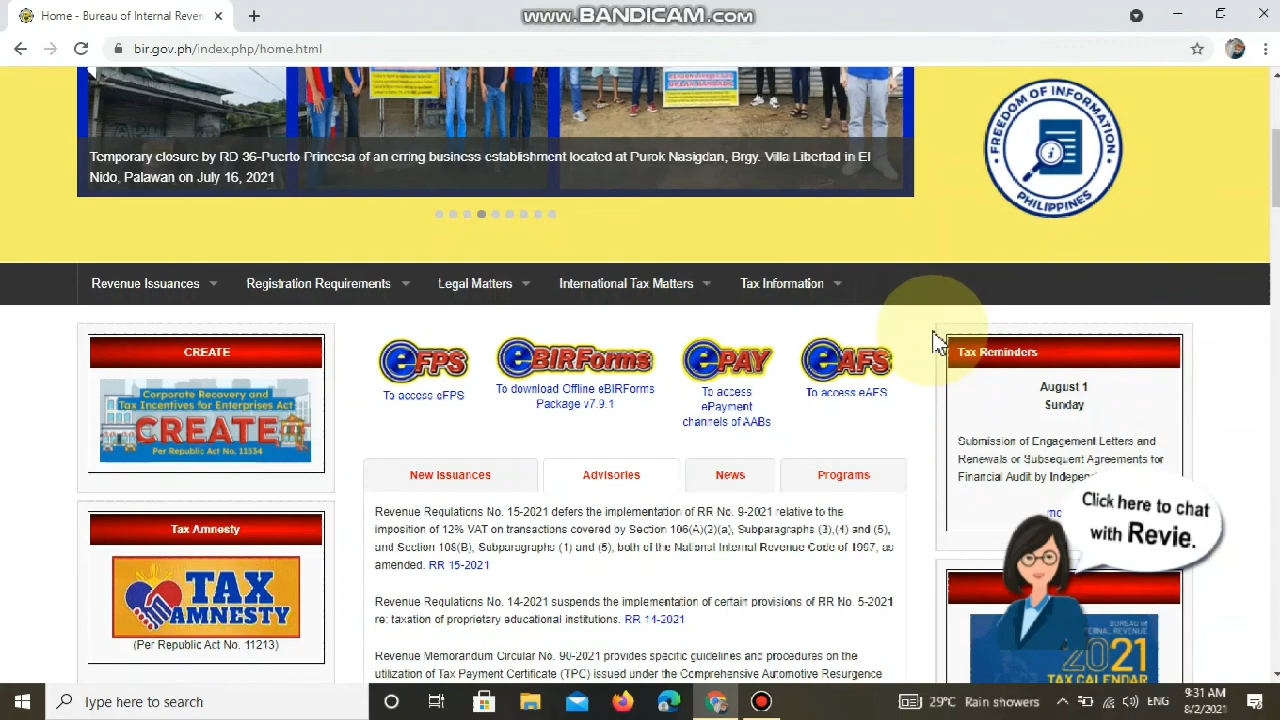 Home - Bureau of Internal Reven
www.BANDICAM.com
bir.gov.ph/index.php/home.html
Temporary closure by RD 36-Puerto Princesa of an erring business establishment located at Purok Nasigdan, Brgy. Villa Libertad in El
Nido, Palawan on July 16, 2021
FREEDOM OF INFORMATION
PHILIPPINES
Revenue Issuances
Registration Requirements
Legal Matters
International Tax Matters
Tax Information
CREATE
Corporate Recovery and
Tax Incentives for Enterprises Act
CREATE
Per Republic Act No. 11534
Tax Amnesty
TAX
AMNESTY
(Per Republic Act No. 11213)
eFPS
To access eFPS
eBIRForms
To download Offline eBIRForms
Package v7.9.1
ePAY
To access
ePayment
channels of AABs
eAFS
To access eAFS
New Issuances
Advisories
News
Programs
Revenue Regulations No. 15-2021 defers the implementation of RR No. 9-2021 relative to the
imposition of 12% VAT on transactions covered by Section 106(A)(2)(a), Subparagraphs (3),(4) and (5),
and Section 108(B), Subparagraphs (1) and (5), both of the National Internal Revenue Code of 1997, as
amended. RR 15-2021
Revenue Regulations No. 14-2021 suspends the implementation of certain provisions of RR No. 5-2021
re: taxation of proprietary educational institutions. RR 14-2021
Revenue Memorandum Circular No. 90-2021 provides specific guidelines and procedures on the
utilization of Tax Payment Certificate (TPC) issued under the Comprehensive Automotive Resurgence
Tax Reminders
August 1
Sunday
Submission of Engagement Letters and
Renewals or Subsequent Agreements for
Financial Audit by Indepen
Click here to chat
with Revie.
BUREAU OF
INTERNAL REVENUE
2021
TAX CALENDAR
Type here to search
29°C Rain showers
ENG
9:31 AM
8/2/2021